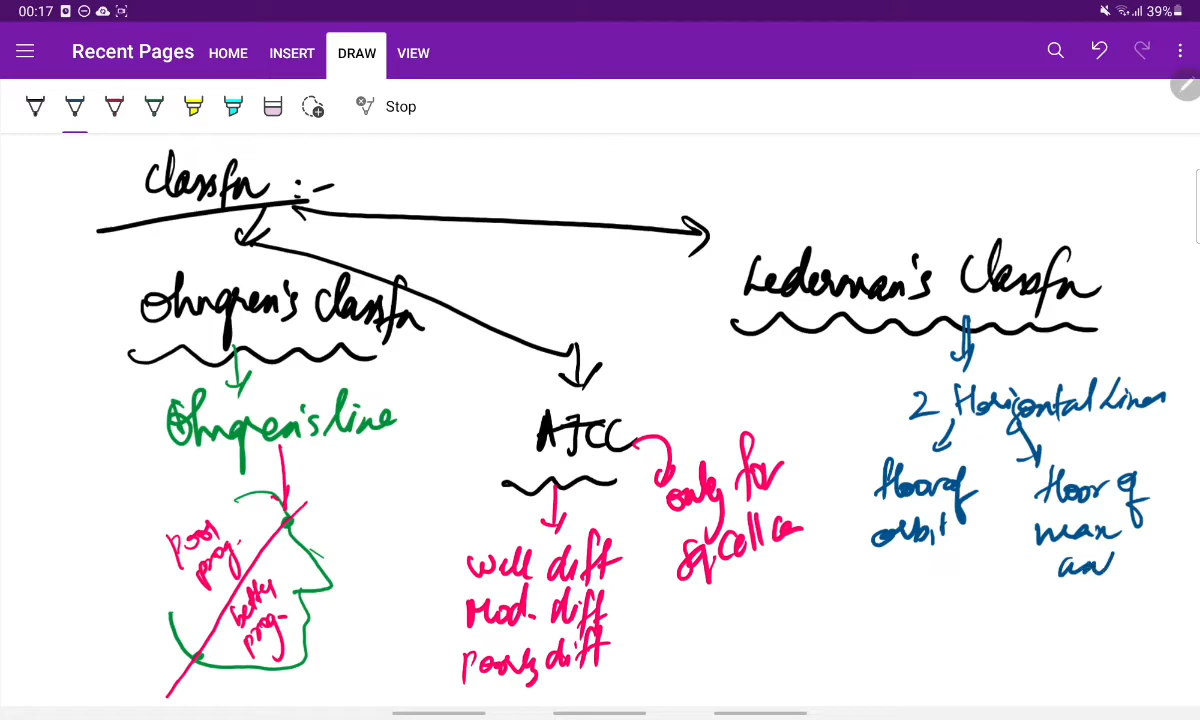 00:17 39%
Recent Pages HOME INSERT DRAW VIEW
Stop
Classfn :-
Ohngren's Classfn
Lederman's Classfn
Ohngren's line
AJCC
only for
sq. cell ca
2 Horizontal Lines
floor of
orbit
floor of
max
an
poor
prog.
better
prog-
well diff
Mod. diff
poorly diff